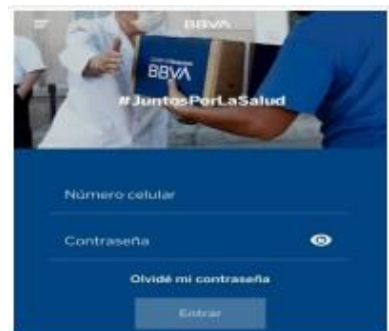 BBVA
BBVA
#JuntosPorLaSalud
Número celular
Contraseña
Olvidé mi contraseña
Entrar